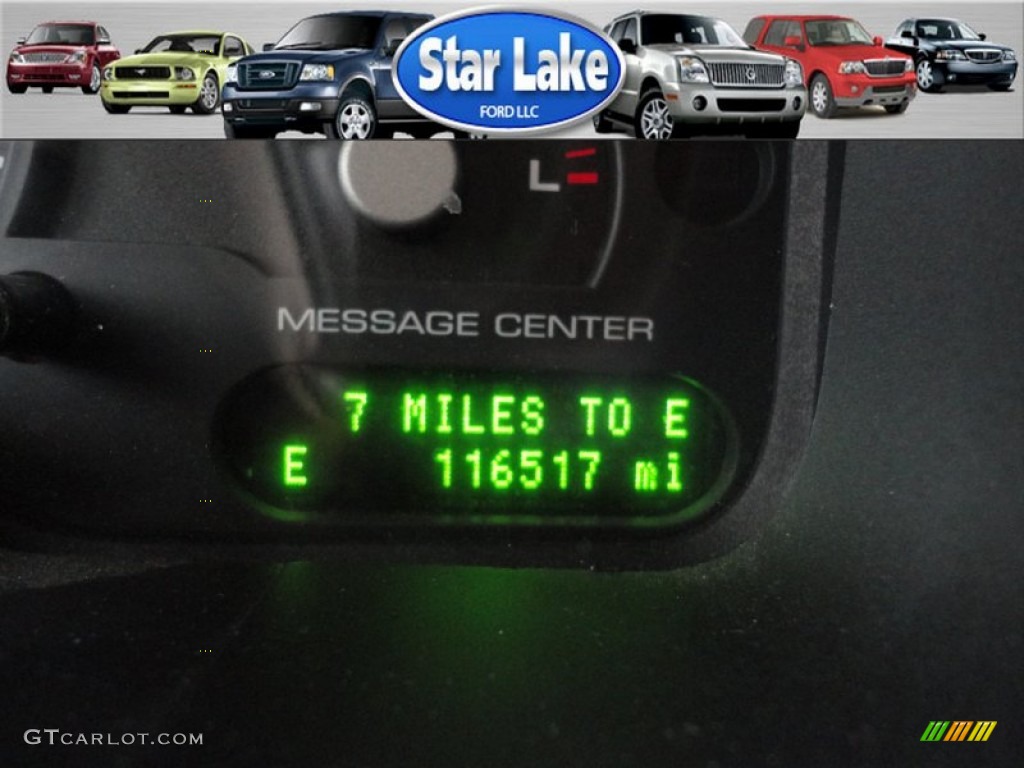 Star Lake
FORD LLC
L
MESSAGE CENTER
7 MILES TO E
E 116517 mi
GTCARLOT.COM